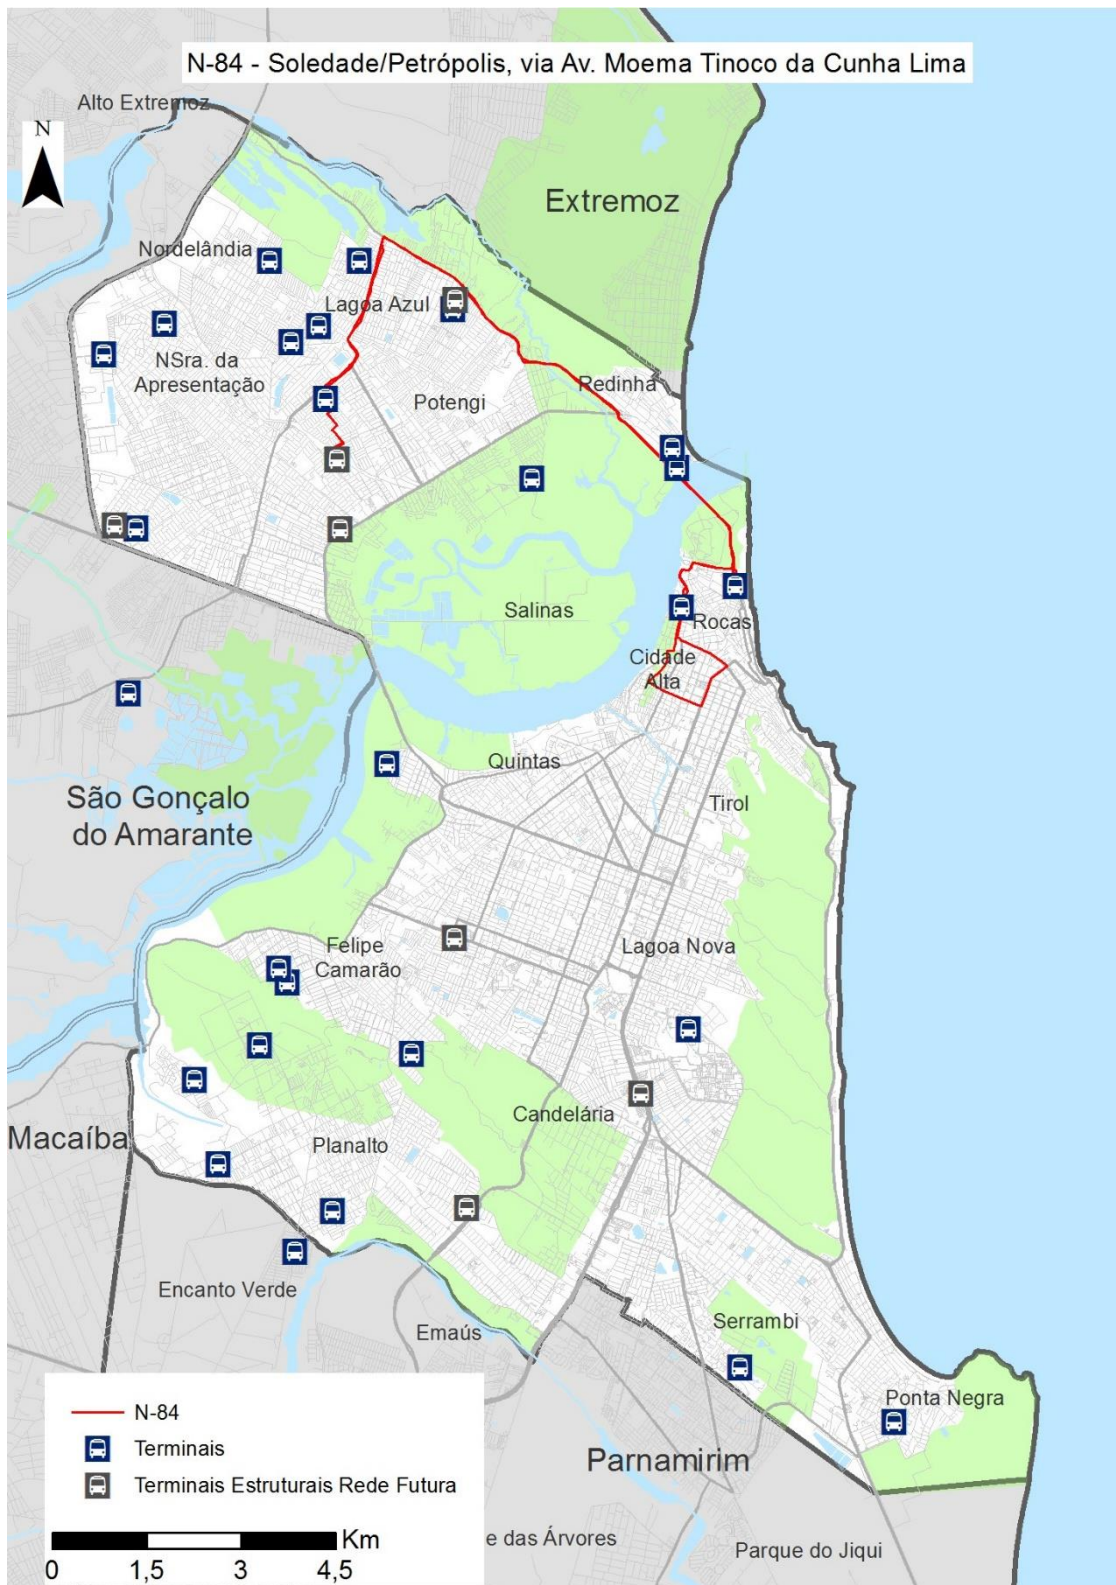 N-84 - Soledade/Petrópolis, via Av. Moema Tinoco da Cunha Lima
Alto Extremoz
N
Extremoz
Nordelândia
Lagoa Azul
NSra. da
Apresentação
Redinha
Potengi
Salinas
Rocas
Cidade
Alta
Quintas
São Gonçalo
do Amarante
Tirol
Felipe
Camarão
Lagoa Nova
Candelária
Macaíba
Planalto
Encanto Verde
Emaús
Serrambi
Ponta Negra
Parnamirim
N-84
Terminais
Terminais Estruturais Rede Futura
Km
0 1,5 3 4,5
e das Árvores
Parque do Jiqui